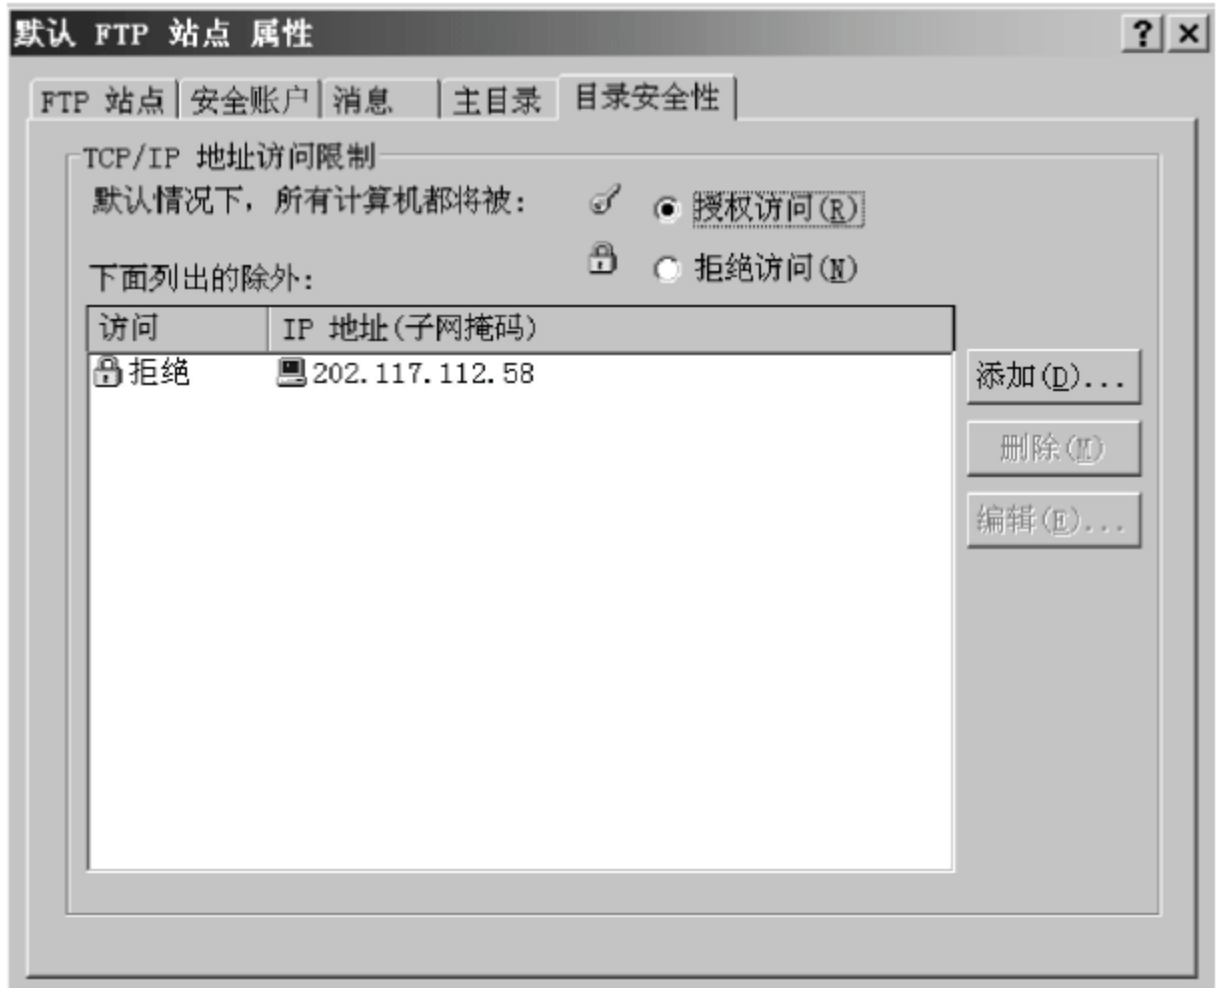 默认 FTP 站点 属性
FTP 站点 安全账户 消息 主目录 目录安全性
TCP/IP 地址访问限制
默认情况下，所有计算机都将被： 授权访问(R)
拒绝访问(N)
下面列出的除外：
访问 IP 地址(子网掩码)
拒绝 202.117.112.58
添加(D)...
删除(M)
编辑(E)...